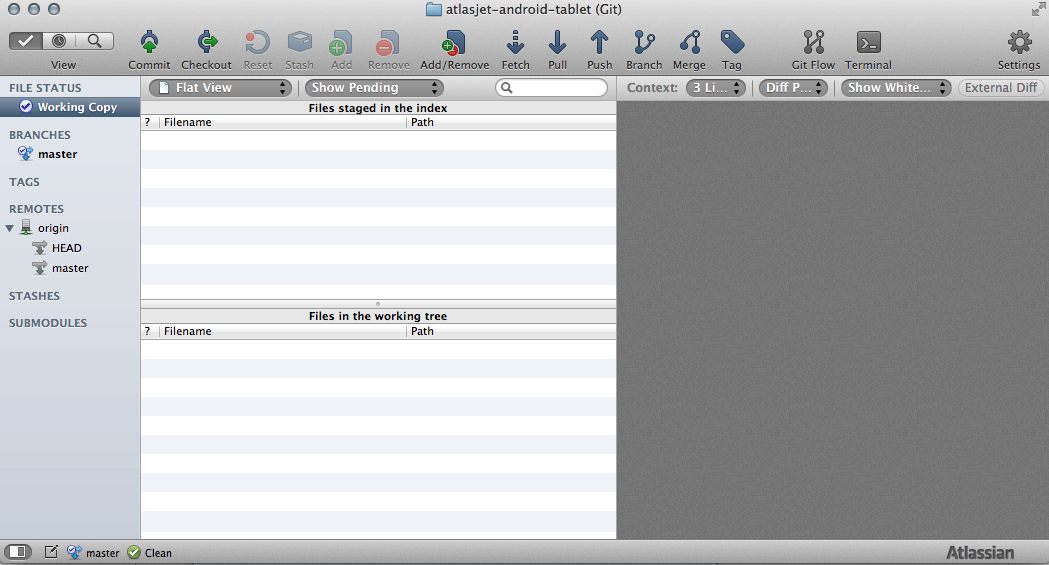 atlasjet-android-tablet (Git)
View Commit Checkout Reset Stash Add Remove Add/Remove Fetch Pull Push Branch Merge Tag Git Flow Terminal Settings
FILE STATUS
Working Copy
BRANCHES
master
TAGS
REMOTES
origin
HEAD
master
STASHES
SUBMODULES
Flat View Show Pending
Files staged in the index
? Filename Path
Files in the working tree
? Filename Path
Context: 3 Li... Diff P... Show White... External Diff
master Clean
Atlassian